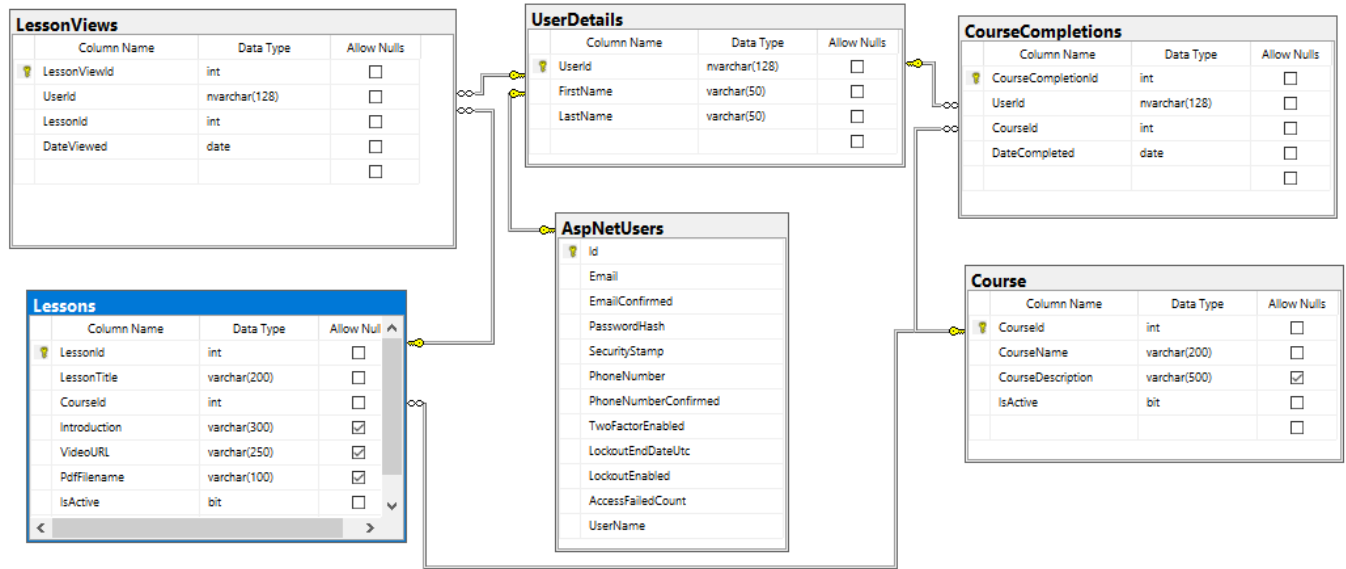 LessonViews
Column Name Data Type Allow Nulls
LessonViewId int
UserId nvarchar(128)
LessonId int
DateViewed date
UserDetails
Column Name Data Type Allow Nulls
UserId nvarchar(128)
FirstName varchar(50)
LastName varchar(50)
CourseCompletions
Column Name Data Type Allow Nulls
CourseCompletionId int
UserId nvarchar(128)
CourseId int
DateCompleted date
AspNetUsers
Id
Email
EmailConfirmed
PasswordHash
SecurityStamp
PhoneNumber
PhoneNumberConfirmed
TwoFactorEnabled
LockoutEndDateUtc
LockoutEnabled
AccessFailedCount
UserName
Lessons
Column Name Data Type Allow Nul
LessonId int
LessonTitle varchar(200)
CourseId int
Introduction varchar(300)
VideoURL varchar(250)
PdfFilename varchar(100)
IsActive bit
Course
Column Name Data Type Allow Nulls
CourseId int
CourseName varchar(200)
CourseDescription varchar(500)
IsActive bit